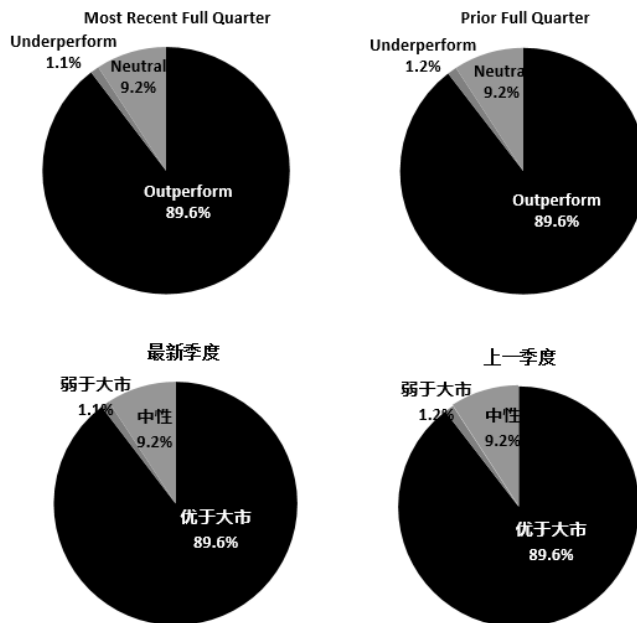 Most Recent Full Quarter
Underperform
1.1%
Neutral
9.2%
Outperform
89.6%
Prior Full Quarter
Underperform
1.2%
Neutral
9.2%
Outperform
89.6%
最新季度
弱于大市
1.1%
中性
9.2%
优于大市
89.6%
上一季度
弱于大市
1.2%
中性
9.2%
优于大市
89.6%